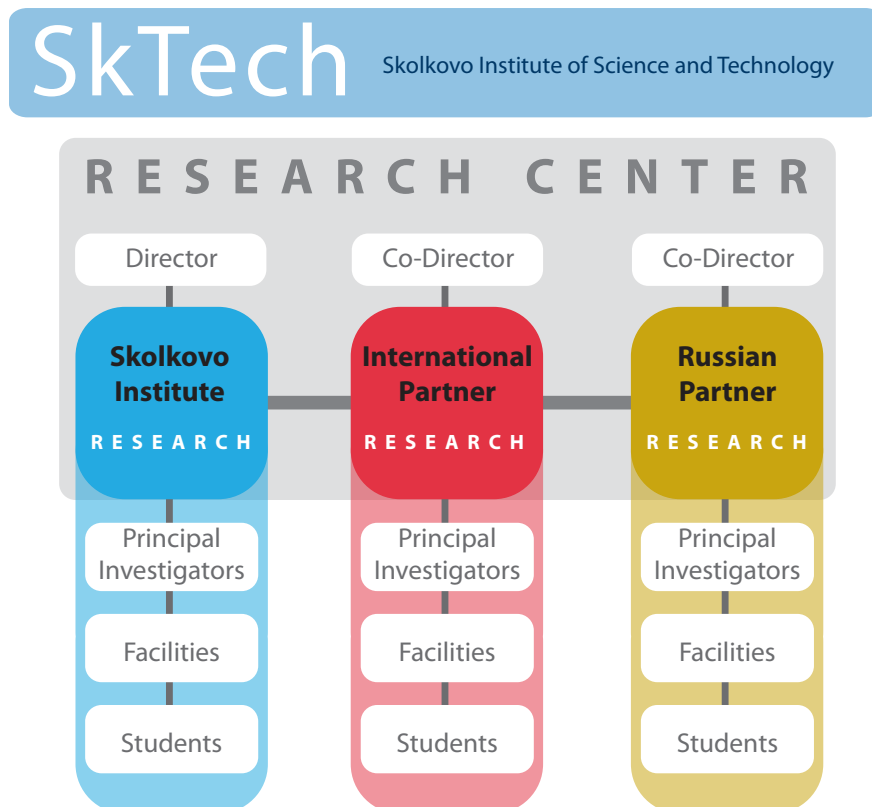 SkTech
Skolkovo Institute of Science and Technology
RESEARCH CENTER
Director
Co-Director
Co-Director
Skolkovo
Institute
RESEARCH
International
Partner
RESEARCH
Russian
Partner
RESEARCH
Principal
Investigators
Principal
Investigators
Principal
Investigators
Facilities
Facilities
Facilities
Students
Students
Students